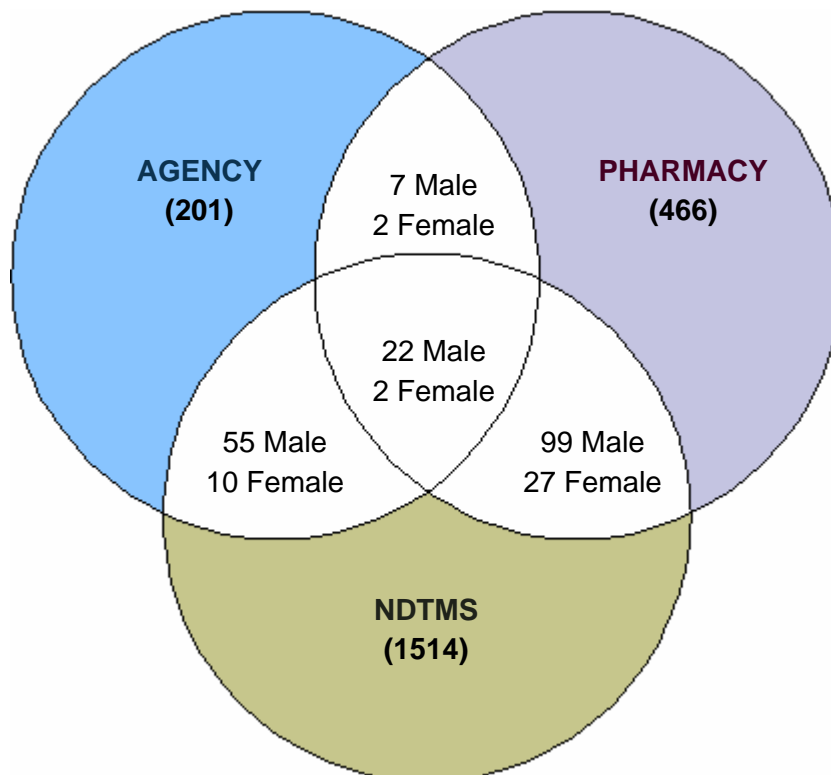 AGENCY
(201)
7 Male
2 Female
PHARMACY
(466)
22 Male
2 Female
55 Male
10 Female
99 Male
27 Female
NDTMS
(1514)